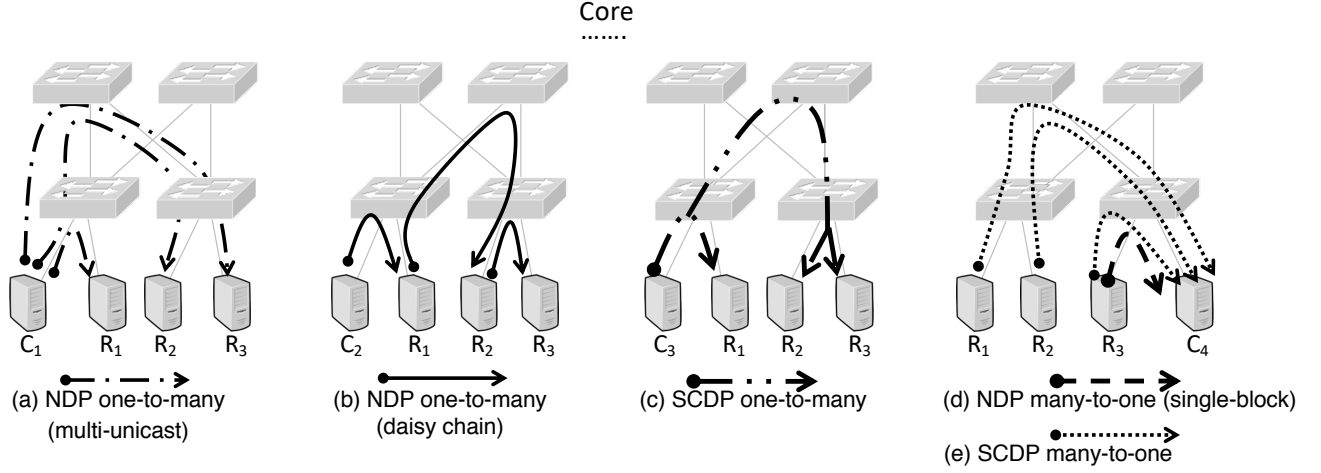 Core
.......
C1 R1 R2 R3
C2 R1 R2 R3
C3 R1 R2 R3
R1 R2 R3 C4
(a) NDP one-to-many
(multi-unicast)
(b) NDP one-to-many
(daisy chain)
(c) SCDP one-to-many
(d) NDP many-to-one (single-block)
(e) SCDP many-to-one